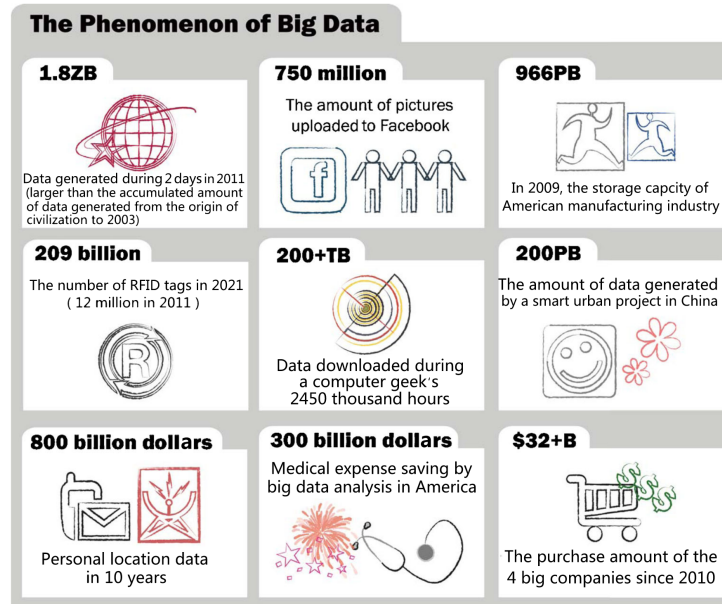 The Phenomenon of Big Data
1.8ZB
Data generated during 2 days in 2011
(larger than the accumulated amount
of data generated from the origin of
civilization to 2003)
750 million
The amount of pictures
uploaded to Facebook
f
966PB
In 2009, the storage capcity of
American manufacturing industry
209 billion
The number of RFID tags in 2021
( 12 million in 2011 )
R
200+TB
Data downloaded during
a computer geek's
2450 thousand hours
200PB
The amount of data generated
by a smart urban project in China
800 billion dollars
Personal location data
in 10 years
300 billion dollars
Medical expense saving by
big data analysis in America
$32+B
$$$
The purchase amount of the
4 big companies since 2010